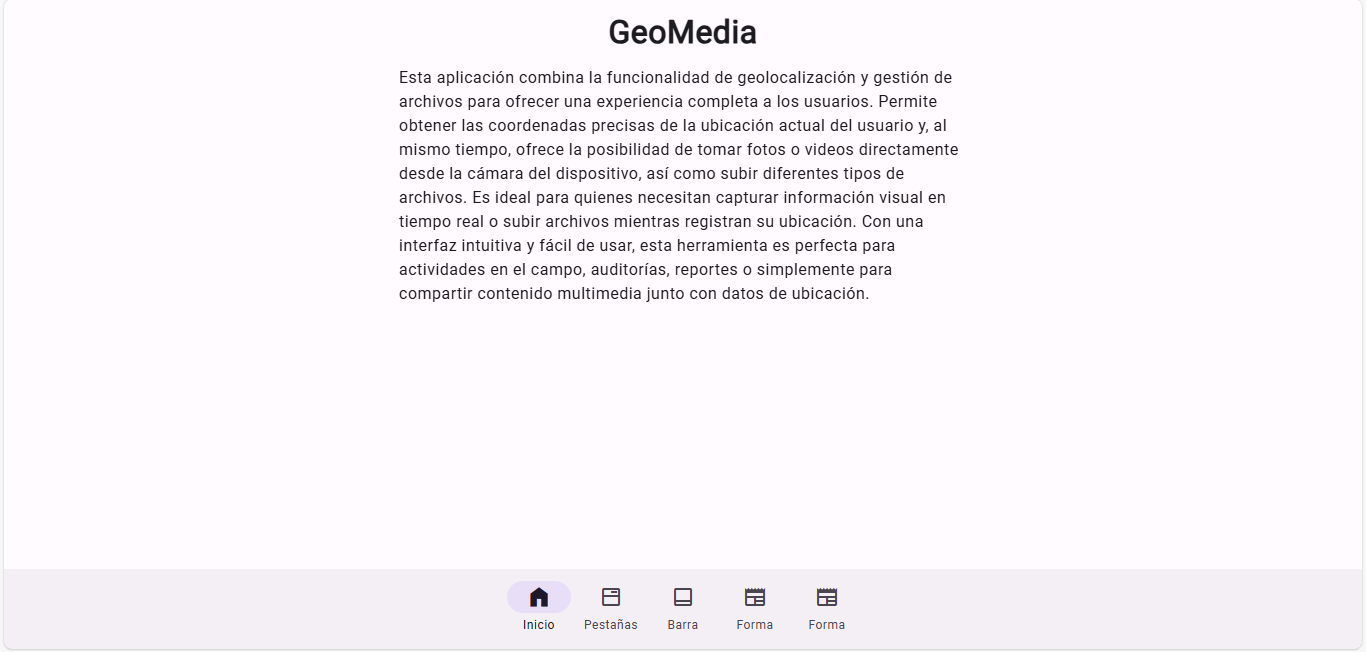 GeoMedia
Esta aplicación combina la funcionalidad de geolocalización y gestión de
archivos para ofrecer una experiencia completa a los usuarios. Permite
obtener las coordenadas precisas de la ubicación actual del usuario y, al
mismo tiempo, ofrece la posibilidad de tomar fotos o videos directamente
desde la cámara del dispositivo, así como subir diferentes tipos de
archivos. Es ideal para quienes necesitan capturar información visual en
tiempo real o subir archivos mientras registran su ubicación. Con una
interfaz intuitiva y fácil de usar, esta herramienta es perfecta para
actividades en el campo, auditorías, reportes o simplemente para
compartir contenido multimedia junto con datos de ubicación.
Inicio
Pestañas
Barra
Forma
Forma